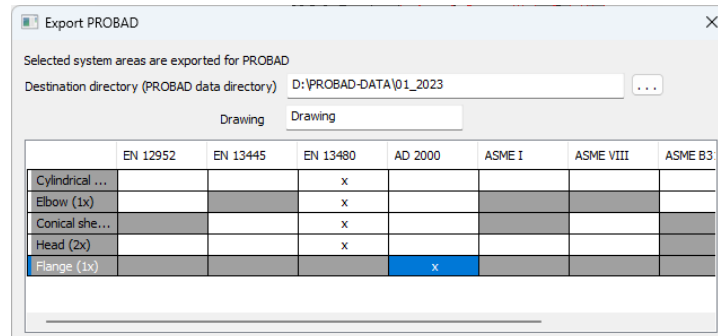 Export PROBAD
Selected system areas are exported for PROBAD
Destination directory (PROBAD data directory) D:\PROBAD-DATA\01_2023 ...
Drawing Drawing
EN 12952 EN 13445 EN 13480 AD 2000 ASME I ASME VIII ASME B3
Cylindrical ... x
Elbow (1x) x
Conical she... x
Head (2x) x
Flange (1x) x